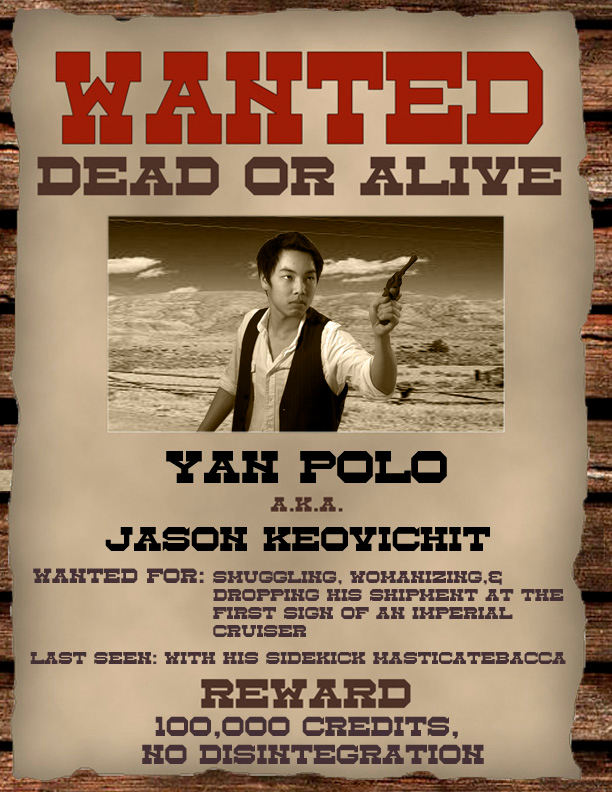 WANTED
DEAD OR ALIVE
YAN POLO
A.K.A.
JASON KEOVICHIT
WANTED FOR: SMUGGLING, WOMANIZING,&
DROPPING HIS SHIPMENT AT THE
FIRST SIGN OF AN IMPERIAL
CRUISER
LAST SEEN: WITH HIS SIDEKICK MASTICATEBACCA
REWARD
100,000 CREDITS,
NO DISINTEGRATION